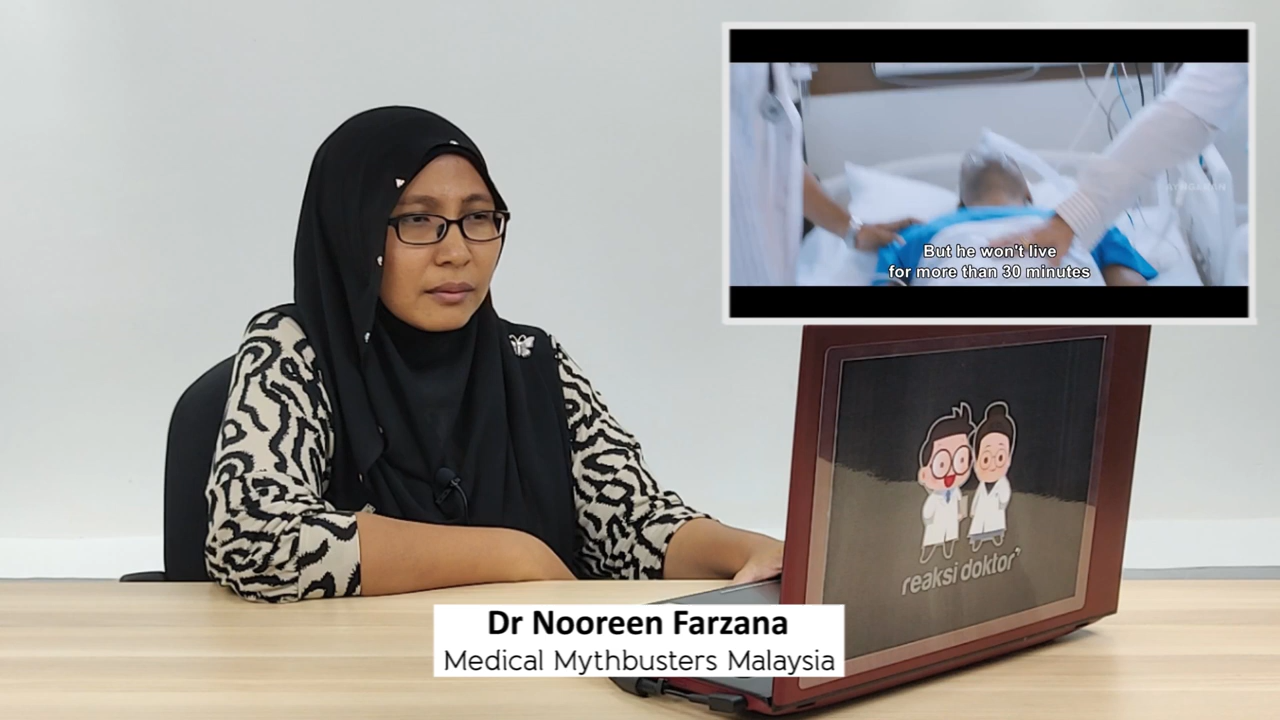 But he won't live
for more than 30 minutes
reaksi doktor
Dr Nooreen Farzana
Medical Mythbusters Malaysia